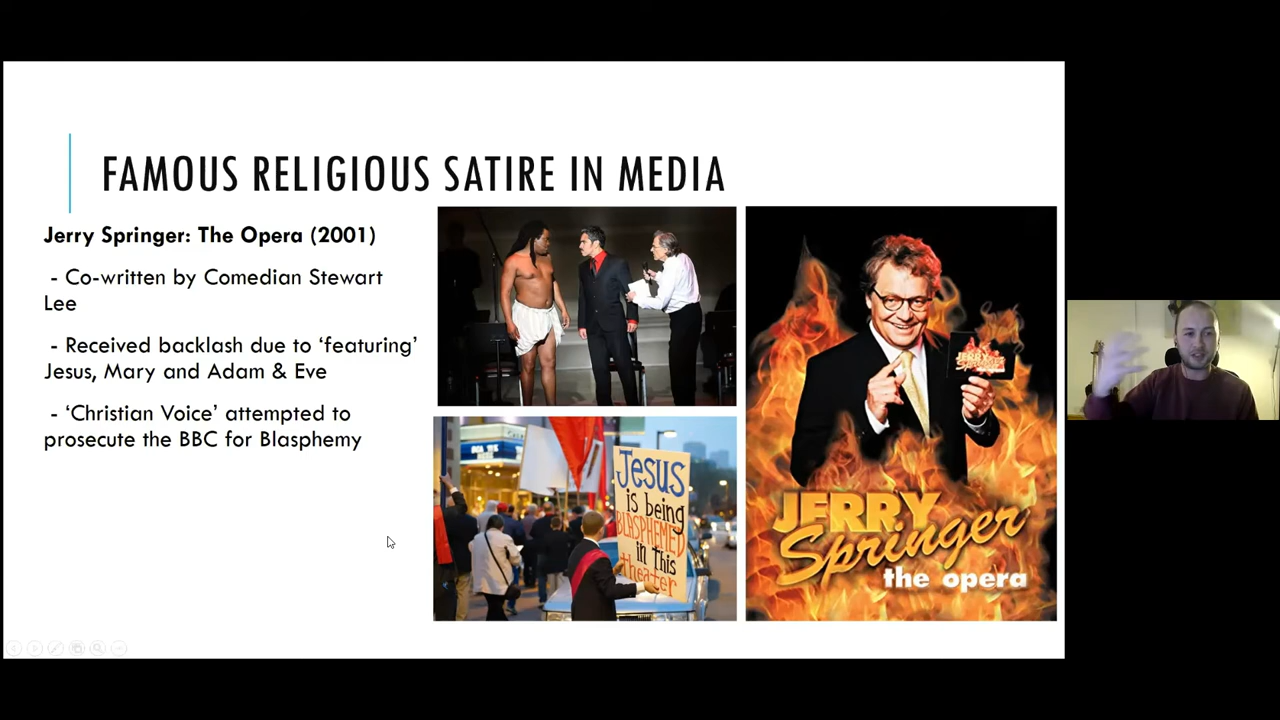 FAMOUS RELIGIOUS SATIRE IN MEDIA
Jerry Springer: The Opera (2001)
- Co-written by Comedian Stewart
Lee
- Received backlash due to ‘featuring’
Jesus, Mary and Adam & Eve
- ‘Christian Voice’ attempted to
prosecute the BBC for Blasphemy
Jesus
is being
BLASPHEMED
in this
theater
JERRY
Springer
JERRY
Springer
the opera